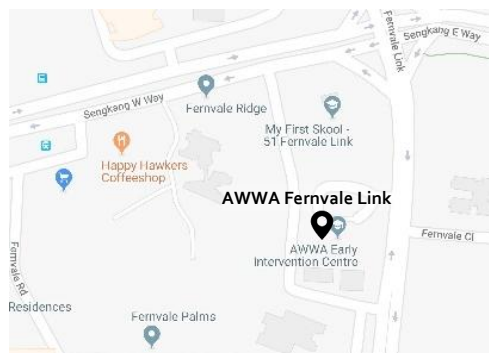 Fernvale Link
Sengkang E Way
Sengkang W Way
Fernvale Ridge
My First Skool -
51 Fernvale Link
Happy Hawkers
Coffeeshop
AWWA Fernvale Link
AWWA Early
Intervention Centre
Fernvale Cl
Fernvale Rd
Residences
Fernvale Palms